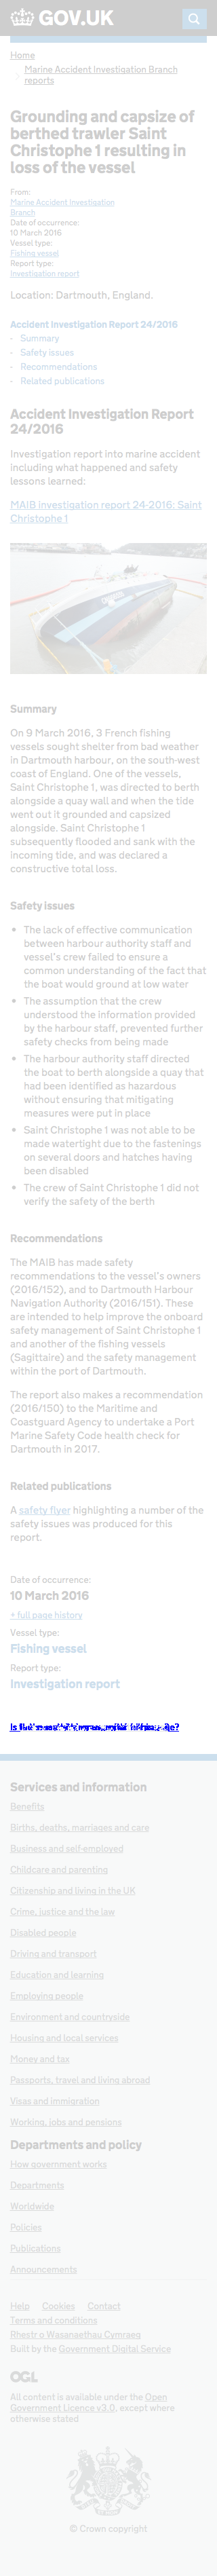 GOV.UK
Home
Marine Accident Investigation Branch
reports
Grounding and capsize of
berthed trawler Saint
Christophe 1 resulting in
loss of the vessel
From:
Marine Accident Investigation
Branch
Date of occurrence:
10 March 2016
Vessel type:
Fishing vessel
Report type:
Investigation report
Location: Dartmouth, England.
Accident Investigation Report 24/2016
- Summary
- Safety issues
- Recommendations
- Related publications
Accident Investigation Report
24/2016
Investigation report into marine accident
including what happened and safety
lessons learned:
MAIB investigation report 24-2016: Saint
Christophe 1
Summary
On 9 March 2016, 3 French fishing
vessels sought shelter from bad weather
in Dartmouth harbour, on the south-west
coast of England. One of the vessels,
Saint Christophe 1, was directed to berth
alongside a quay wall and when the tide
went out it grounded and capsized
alongside. Saint Christophe 1
subsequently flooded and sank with the
incoming tide, and was declared a
constructive total loss.
Safety issues
• The lack of effective communication
between harbour authority staff and
vessel's crew failed to ensure a
common understanding of the fact that
the boat would ground at low water
• The assumption that the crew
understood the information provided
by the harbour staff, prevented further
safety checks from being made
• The harbour authority staff directed
the boat to berth alongside a quay that
had been identified as hazardous
without ensuring that mitigating
measures were put in place
• Saint Christophe 1 was not able to be
made watertight due to the fastenings
on several doors and hatches having
been disabled
• The crew of Saint Christophe 1 did not
verify the safety of the berth
Recommendations
The MAIB has made safety
recommendations to the vessel's owners
(2016/152), and to Dartmouth Harbour
Navigation Authority (2016/151). These
are intended to help improve the onboard
safety management of Saint Christophe 1
and another of the fishing vessels
(Sagittaire) and the safety management
within the port of Dartmouth.
The report also makes a recommendation
(2016/150) to the Maritime and
Coastguard Agency to undertake a Port
Marine Safety Code health check for
Dartmouth in 2017.
Related publications
A safety flyer highlighting a number of the
safety issues was produced for this
report.
Date of occurrence:
10 March 2016
+ full page history
Vessel type:
Fishing vessel
Report type:
Investigation report
Services and information
Benefits
Births, deaths, marriages and care
Business and self-employed
Childcare and parenting
Citizenship and living in the UK
Crime, justice and the law
Disabled people
Driving and transport
Education and learning
Employing people
Environment and countryside
Housing and local services
Money and tax
Passports, travel and living abroad
Visas and immigration
Working, jobs and pensions
Departments and policy
How government works
Departments
Worldwide
Policies
Publications
Announcements
Help Cookies Contact
Terms and conditions
Rhestr o Wasanaethau Cymraeg
Built by the Government Digital Service
OGL
All content is available under the Open
Government Licence v3.0, except where
otherwise stated
© Crown copyright